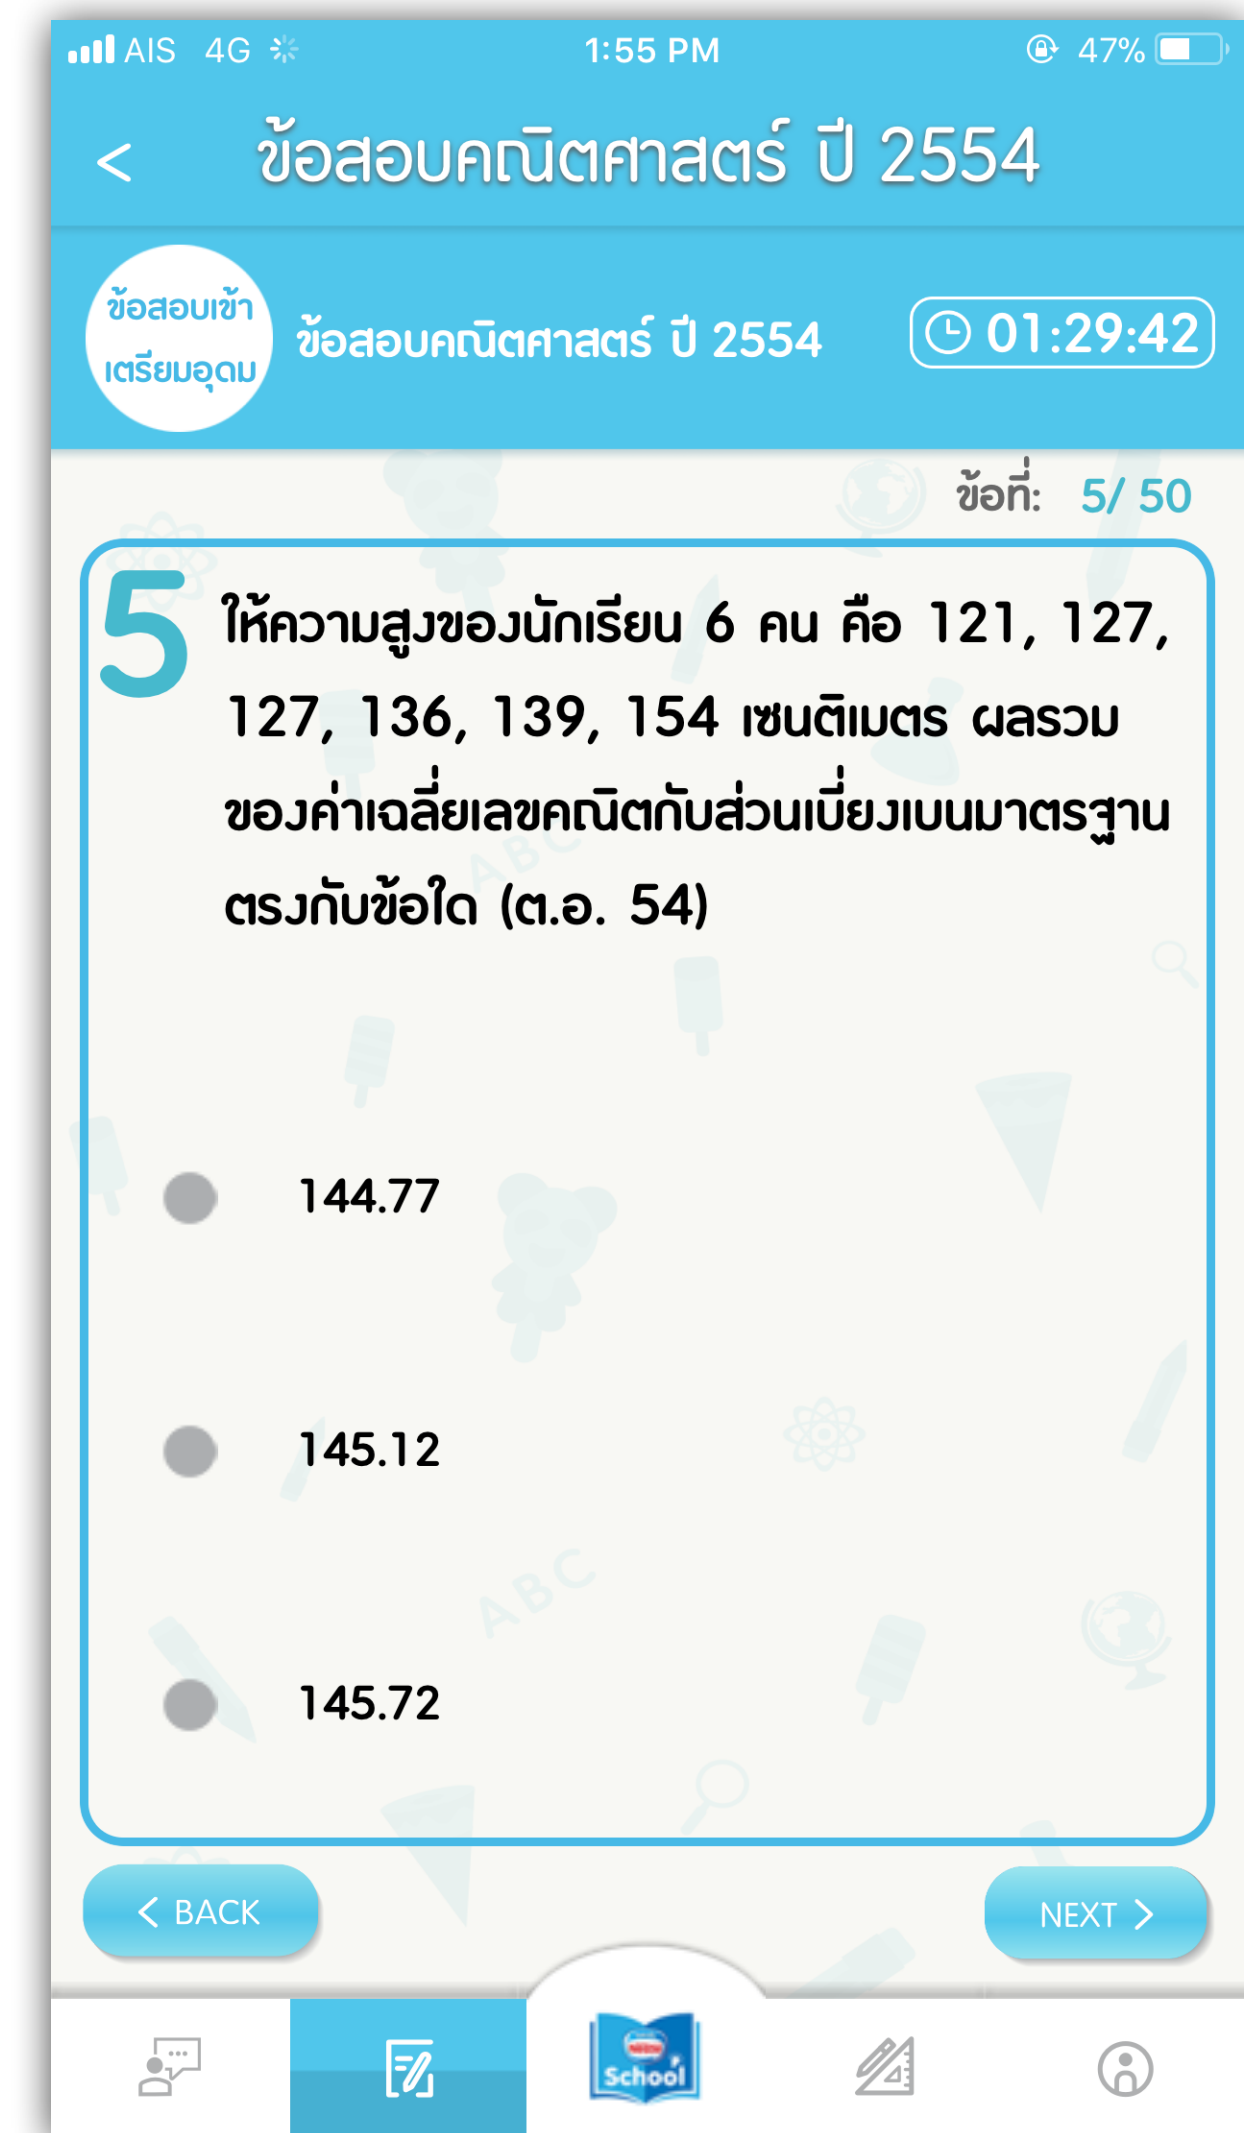 AIS 4G 1:55 PM 47%
< ข้อสอบคณิตศาสตร์ ปี 2554
ข้อสอบเข้า
เตรียมอุดม
ข้อสอบคณิตศาสตร์ ปี 2554 01:29:42
ข้อที่: 5/ 50
5 ให้ความสูงของนักเรียน 6 คน คือ 121, 127,
127, 136, 139, 154 เซนติเมตร ผลรวม
ของค่าเฉลี่ยเลขคณิตกับส่วนเบี่ยงเบนมาตรฐาน
ตรงกับข้อใด (ต.อ. 54)
ABC
144.77
145.12
ABC
145.72
< BACK
NEXT >
Nestle
School